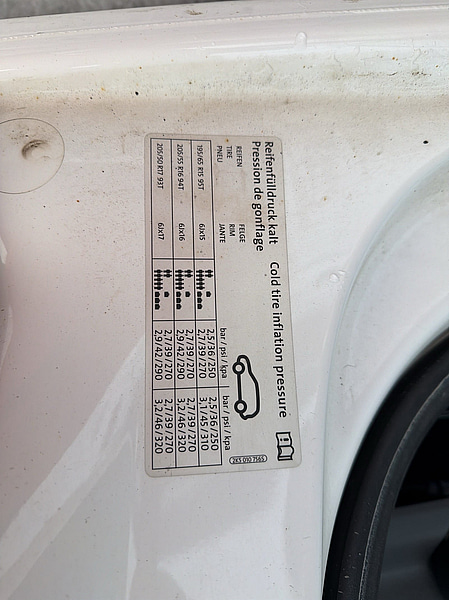 Reifenfülldruck kalt Cold tire inflation pressure
Pression de gonflage
REIFEN FELGE
TIRE RIM
PNEU JANTE bar / psi / kpa bar / psi / kpa
195/65 R15 95T 6Jx15 2,5/36/250 2,5/36/250
2,7/39/270 3,1/45/310
205/55 R16 94T 6Jx16 2,7/39/270 2,7/39/270
2,9/42/290 3,2/46/320
205/50 R17 93T 6Jx17 2,7/39/270 2,7/39/270
2,9/42/290 3,2/46/320
2K5 010 756S